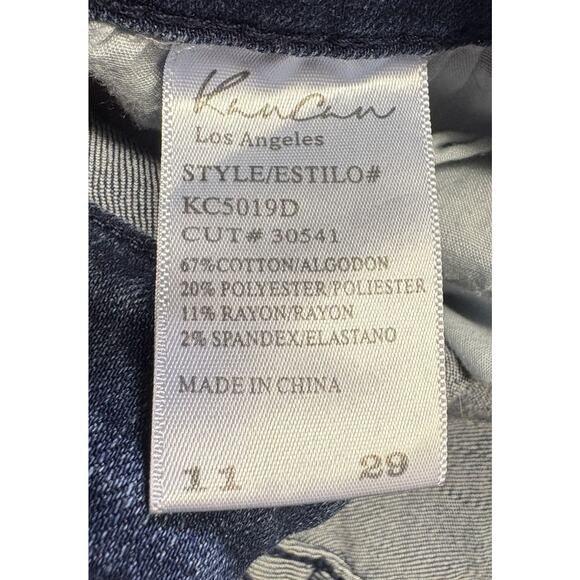 KanCan
Los Angeles
STYLE/ESTILO#
KC5019D
CUT# 30541
67%COTTON/ALGODON
20% POLYESTER/POLIESTER
11% RAYON/RAYON
2% SPANDEX/ELASTANO
MADE IN CHINA
11 29